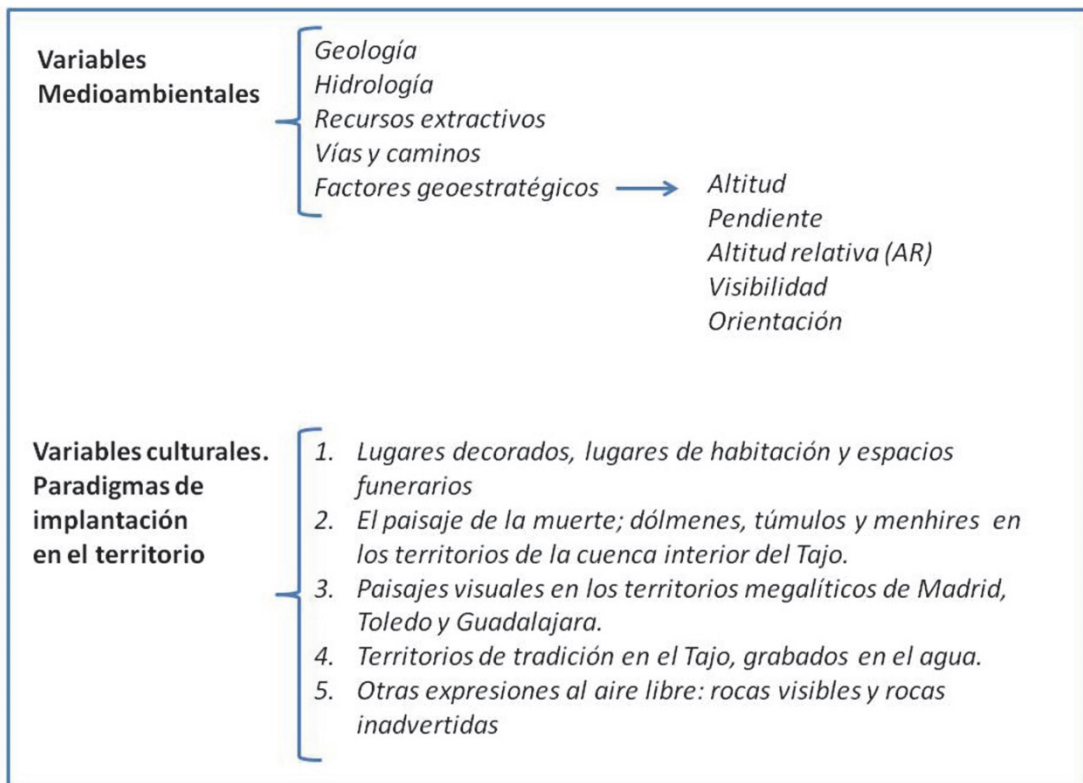 Variables
Medioambientales
Geología
Hidrología
Recursos extractivos
Vías y caminos
Factores geoestratégicos
Altitud
Pendiente
Altitud relativa (AR)
Visibilidad
Orientación
Variables culturales.
Paradigmas de
implantación
en el territorio
1. Lugares decorados, lugares de habitación y espacios
funerarios
2. El paisaje de la muerte; dólmenes, túmulos y menhires en
los territorios de la cuenca interior del Tajo.
3. Paisajes visuales en los territorios megalíticos de Madrid,
Toledo y Guadalajara.
4. Territorios de tradición en el Tajo, grabados en el agua.
5. Otras expresiones al aire libre: rocas visibles y rocas
inadvertidas